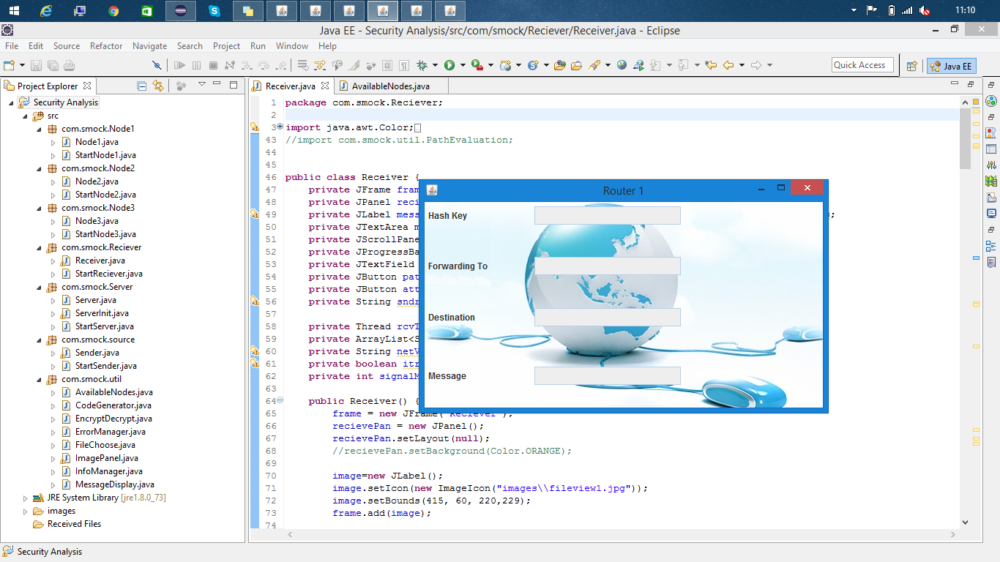 11:10
Java EE - Security Analysis/src/com/smock/Reciever/Receiver.java - Eclipse
File Edit Source Refactor Navigate Search Project Run Window Help
Quick Access
Java EE
Project Explorer
Receiver.java
AvailableNodes.java
Security Analysis
src
com.smock.Node1
Node1.java
StartNode1.java
com.smock.Node2
Node2.java
StartNode2.java
com.smock.Node3
Node3.java
StartNode3.java
com.smock.Reciever
Receiver.java
StartReciever.java
com.smock.Server
Server.java
ServerInit.java
StartServer.java
com.smock.source
Sender.java
StartSender.java
com.smock.util
AvailableNodes.java
CodeGenerator.java
EncryptDecrypt.java
ErrorManager.java
FileChoose.java
ImagePanel.java
InfoManager.java
MessageDisplay.java
JRE System Library [jre1.8.0_73]
images
Received Files
1 package com.smock.Reciever;
2
3 import java.awt.Color;
43 //import com.smock.util.PathEvaluation;
44
45
46 public class Receiver {
47 private JFrame fram
48 private JPanel reci
49 private JLabel mess ;
50 private JTextArea m
51 private JScrollPane
52 private JProgressBa
53 private JTextField
54 private JButton pat
55 private JButton att
56 private String sndr
57
58 private Thread rcvT
59 private ArrayList<S
60 private String netV
61 private boolean itr
62 private int signalM
63
64 public Receiver() {
65 frame = new JFrame("Reciever");
66 recievePan = new JPanel();
67 recievePan.setLayout(null);
68 //recievePan.setBackground(Color.ORANGE);
69
70 image=new JLabel();
71 image.setIcon(new ImageIcon("images\\fileview1.jpg"));
72 image.setBounds(415, 60, 220,229);
73 frame.add(image);
74
Router 1
Hash Key
Forwarding To
Destination
Message
Security Analysis